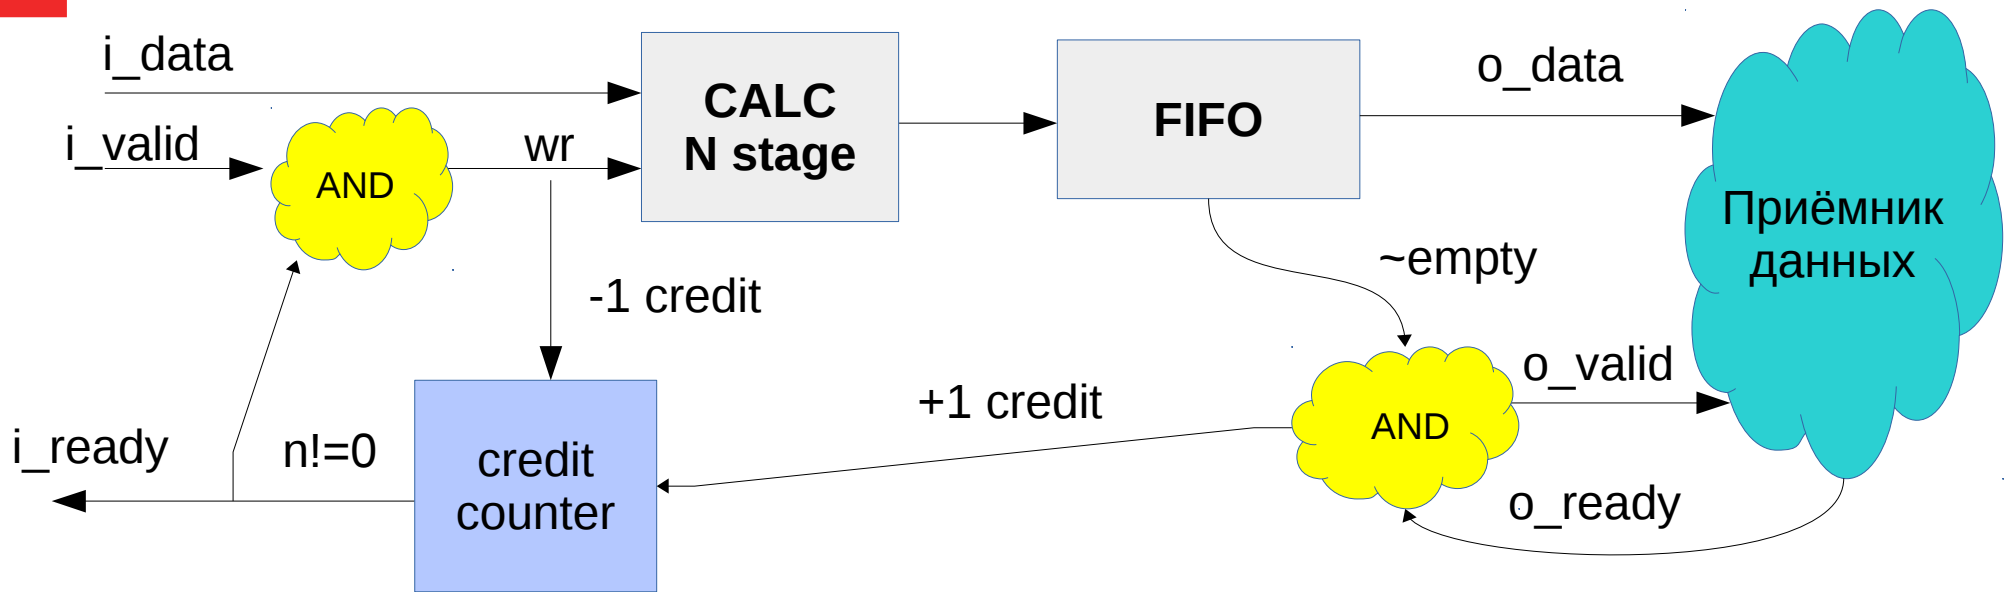 i_data
i_valid
AND
wr
CALC
N stage
FIFO
o_data
Приёмник
данных
~empty
-1 credit
+1 credit
AND
o_valid
o_ready
i_ready
n!=0
credit
counter